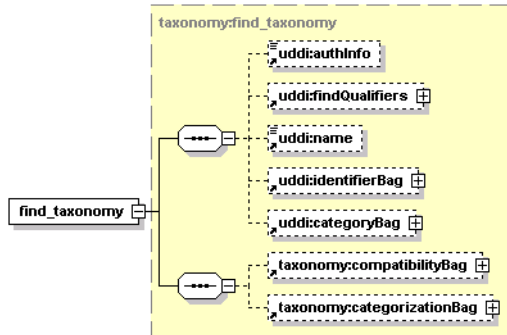 taxonomy:find_taxonomy
uddi:authInfo
uddi:findQualifiers
uddi:name
uddi:identifierBag
find_taxonomy
uddi:categoryBag
taxonomy:compatibilityBag
taxonomy:categorizationBag